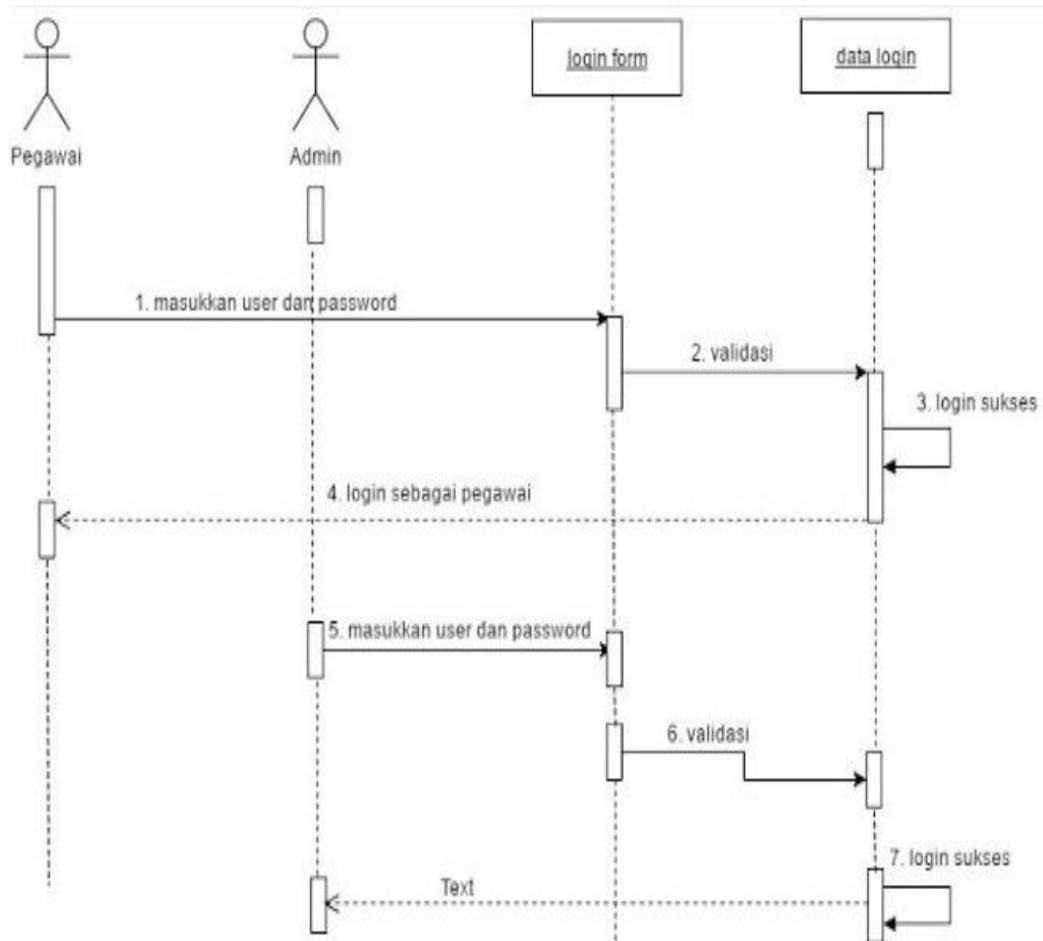 login form
data login
Pegawai
Admin
1. masukkan user dan password
2. validasi
3. login sukses
4. login sebagai pegawai
5. masukkan user dan password
6. validasi
7. login sukses
Text